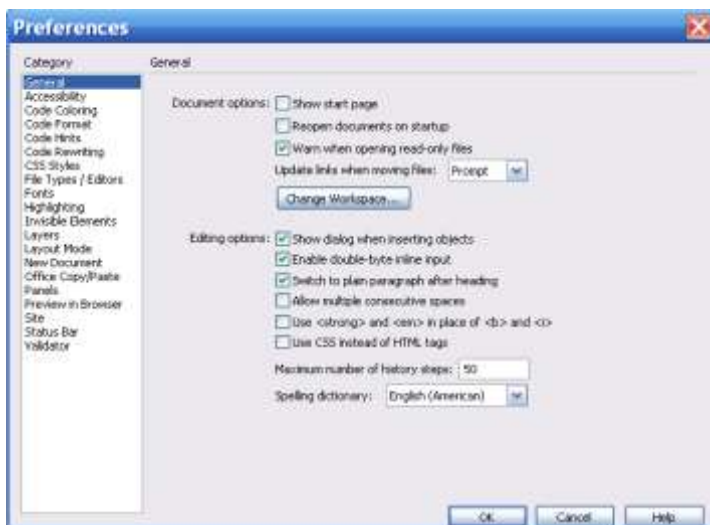 Preferences
Category
General
General
Accessibility
Code Coloring
Code Format
Code Hints
Code Rewriting
CSS Styles
File Types / Editors
Fonts
Highlighting
Invisible Elements
Layers
Layout Mode
New Document
Office Copy/Paste
Panels
Preview in Browser
Site
Status Bar
Validator
Document options: Show start page
Reopen documents on startup
Warn when opening read-only files
Update links when moving files: Prompt
Change Workspace...
Editing options: Show dialog when inserting objects
Enable double-byte inline input
Switch to plain paragraph after heading
Allow multiple consecutive spaces
Use <strong> and <em> in place of <b> and <i>
Use CSS instead of HTML tags
Maximum number of history steps: 50
Spelling dictionary: English (American)
OK Cancel Help